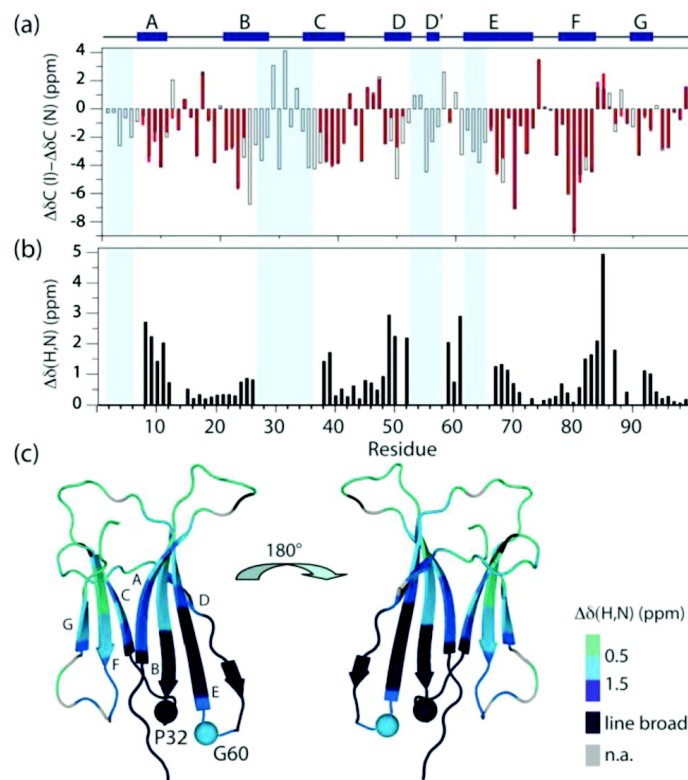 A B C D D' E F G
(a)
ΔδC (I)–ΔδC (N) (ppm)
4
2
0
-2
-4
-6
-8
(b)
Δδ(H,N) (ppm)
5
4
3
2
1
0
10 20 30 40 50 60 70 80 90
Residue
(c)
180°
A
C
D
G
F
B
E
P32
G60
Δδ(H,N) (ppm)
0.5
1.5
line broad
n.a.